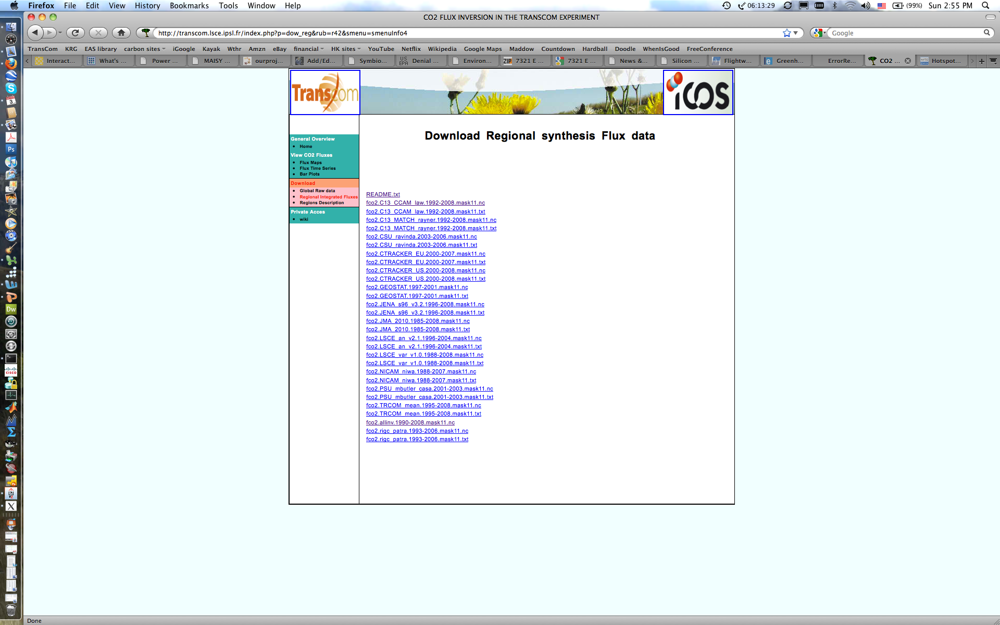 Firefox File Edit View History Bookmarks Tools Window Help 06:13:29 (99%) Sun 2:55 PM
CO2 FLUX INVERSION IN THE TRANSCOM EXPERIMENT
http://transcom.lsce.ipsl.fr/index.php?p=dow_reg&rub=r42&smenu=smenuInfo4 Google
TransCom KRG EAS library carbon sites iGoogle Kayak Wthr Amzn eBay financial HK sites YouTube Netflix Wikipedia Google Maps Maddow Countdown Hardball Doodle WhenIsGood FreeConference
Interact... What's ... Power ... MAISY ... ourproj... Add/Ed... Symbio... US EPA Denial ... Environ... ZIP 7321 E ... 7321 E ... News &... Silicon ... Flightw... Greenh... ErrorRe... CO2 ... Hotspot...
Transcom
icos
Download Regional synthesis Flux data
General Overview
Home
View CO2 Fluxes
Flux Maps
Flux Time Series
Bar Plots
Download
Global Raw data
Regional Integrated Fluxes
Regions Description
Private Acces
wiki
README.txt
fco2.C13_CCAM_law.1992-2008.mask11.nc
fco2.C13_CCAM_law.1992-2008.mask11.txt
fco2.C13_MATCH_rayner.1992-2008.mask11.nc
fco2.C13_MATCH_rayner.1992-2008.mask11.txt
fco2.CSU_ravinda.2003-2006.mask11.nc
fco2.CSU_ravinda.2003-2006.mask11.txt
fco2.CTRACKER_EU.2000-2007.mask11.nc
fco2.CTRACKER_EU.2000-2007.mask11.txt
fco2.CTRACKER_US.2000-2008.mask11.nc
fco2.CTRACKER_US.2000-2008.mask11.txt
fco2.GEOSTAT.1997-2001.mask11.nc
fco2.GEOSTAT.1997-2001.mask11.txt
fco2.JENA_s96_v3.2.1996-2008.mask11.nc
fco2.JENA_s96_v3.2.1996-2008.mask11.txt
fco2.JMA_2010.1985-2008.mask11.nc
fco2.JMA_2010.1985-2008.mask11.txt
fco2.LSCE_an_v2.1.1996-2004.mask11.nc
fco2.LSCE_an_v2.1.1996-2004.mask11.txt
fco2.LSCE_var_v1.0.1988-2008.mask11.nc
fco2.LSCE_var_v1.0.1988-2008.mask11.txt
fco2.NICAM_niwa.1988-2007.mask11.nc
fco2.NICAM_niwa.1988-2007.mask11.txt
fco2.PSU_mbutler_casa.2001-2003.mask11.nc
fco2.PSU_mbutler_casa.2001-2003.mask11.txt
fco2.TRCOM_mean.1995-2008.mask11.nc
fco2.TRCOM_mean.1995-2008.mask11.txt
fco2.allinv.1990-2008.mask11.nc
fco2.rigc_patra.1993-2006.mask11.nc
fco2.rigc_patra.1993-2006.mask11.txt
3
Ps
Dw
CISCO
X
Done